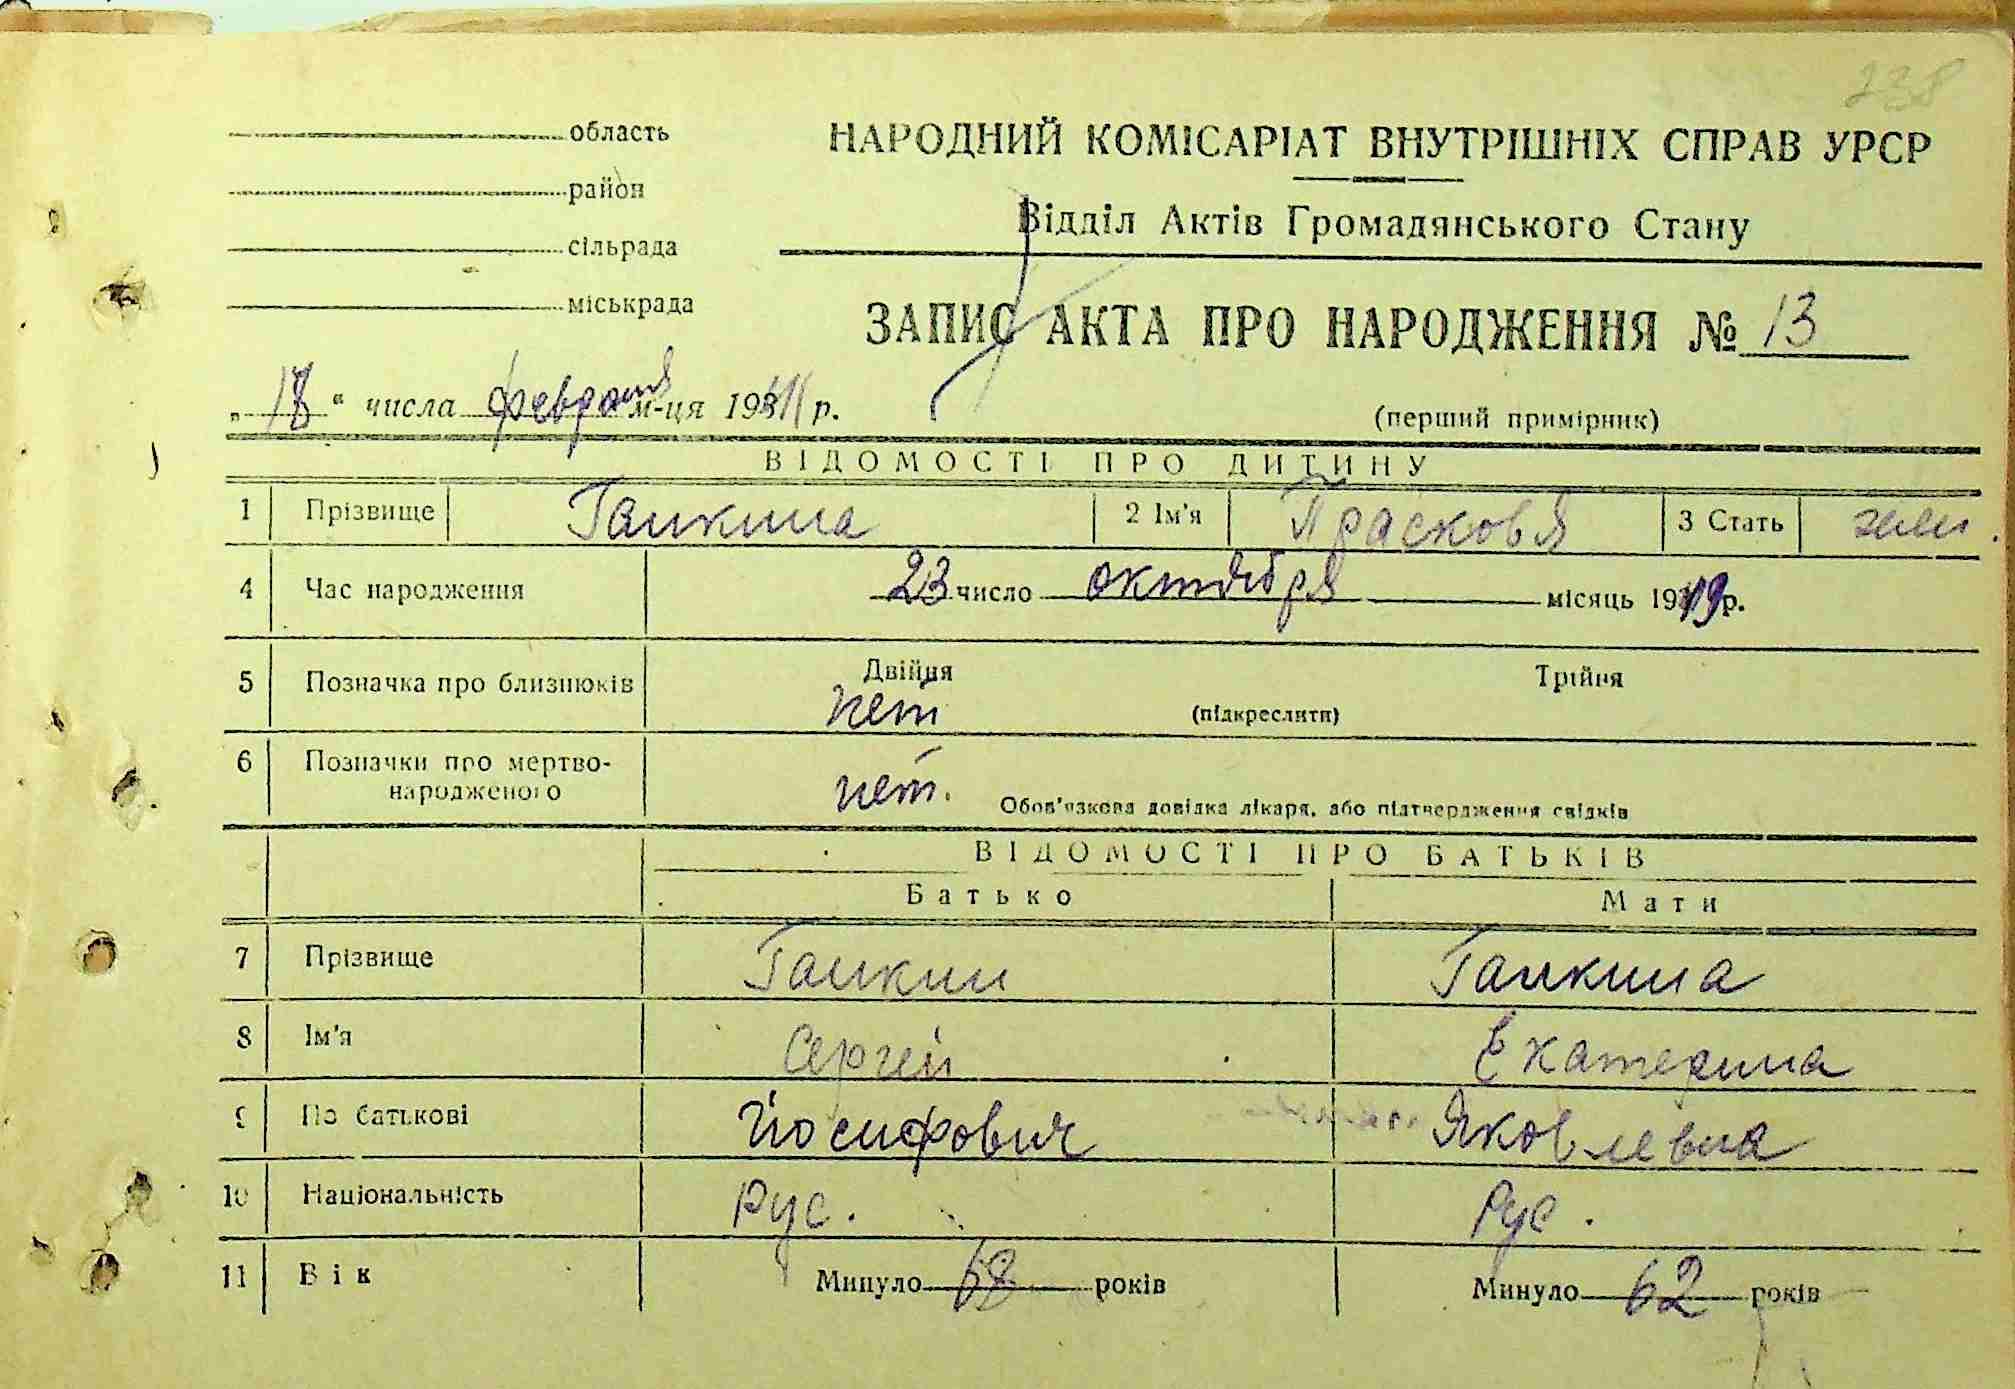 238
область
НАРОДНИЙ КОМІСАРІАТ ВНУТРІШНІХ СПРАВ УРСР
район
Відділ Актів Громадянського Стану
сільрада
міськрада
ЗАПИС АКТА ПРО НАРОДЖЕННЯ № 13
„18" числа февраля м-ця 1941 р.
(перший примірник)
ВІДОМОСТІ ПРО ДИТИНУ
1 Прізвище Галкина 2 Ім'я Прасковья 3 Стать жен.
4 Час народження 23 число октября місяць 1919 р.
5 Позначка про близнюків Двійня Трійня
нет (підкреслити)
6 Позначки про мертво-
народженого нет. Обов'язкова довідка лікаря, або підтвердження свідків
ВІДОМОСТІ ПРО БАТЬКІВ
Батько Мати
7 Прізвище Галкин Галкина
8 Ім'я Сергей Екатерина
9 По батькові Йосифович Яковлевна
10 Національність Рус. Рус.
11 Вік Минуло 68 років Минуло 62 років